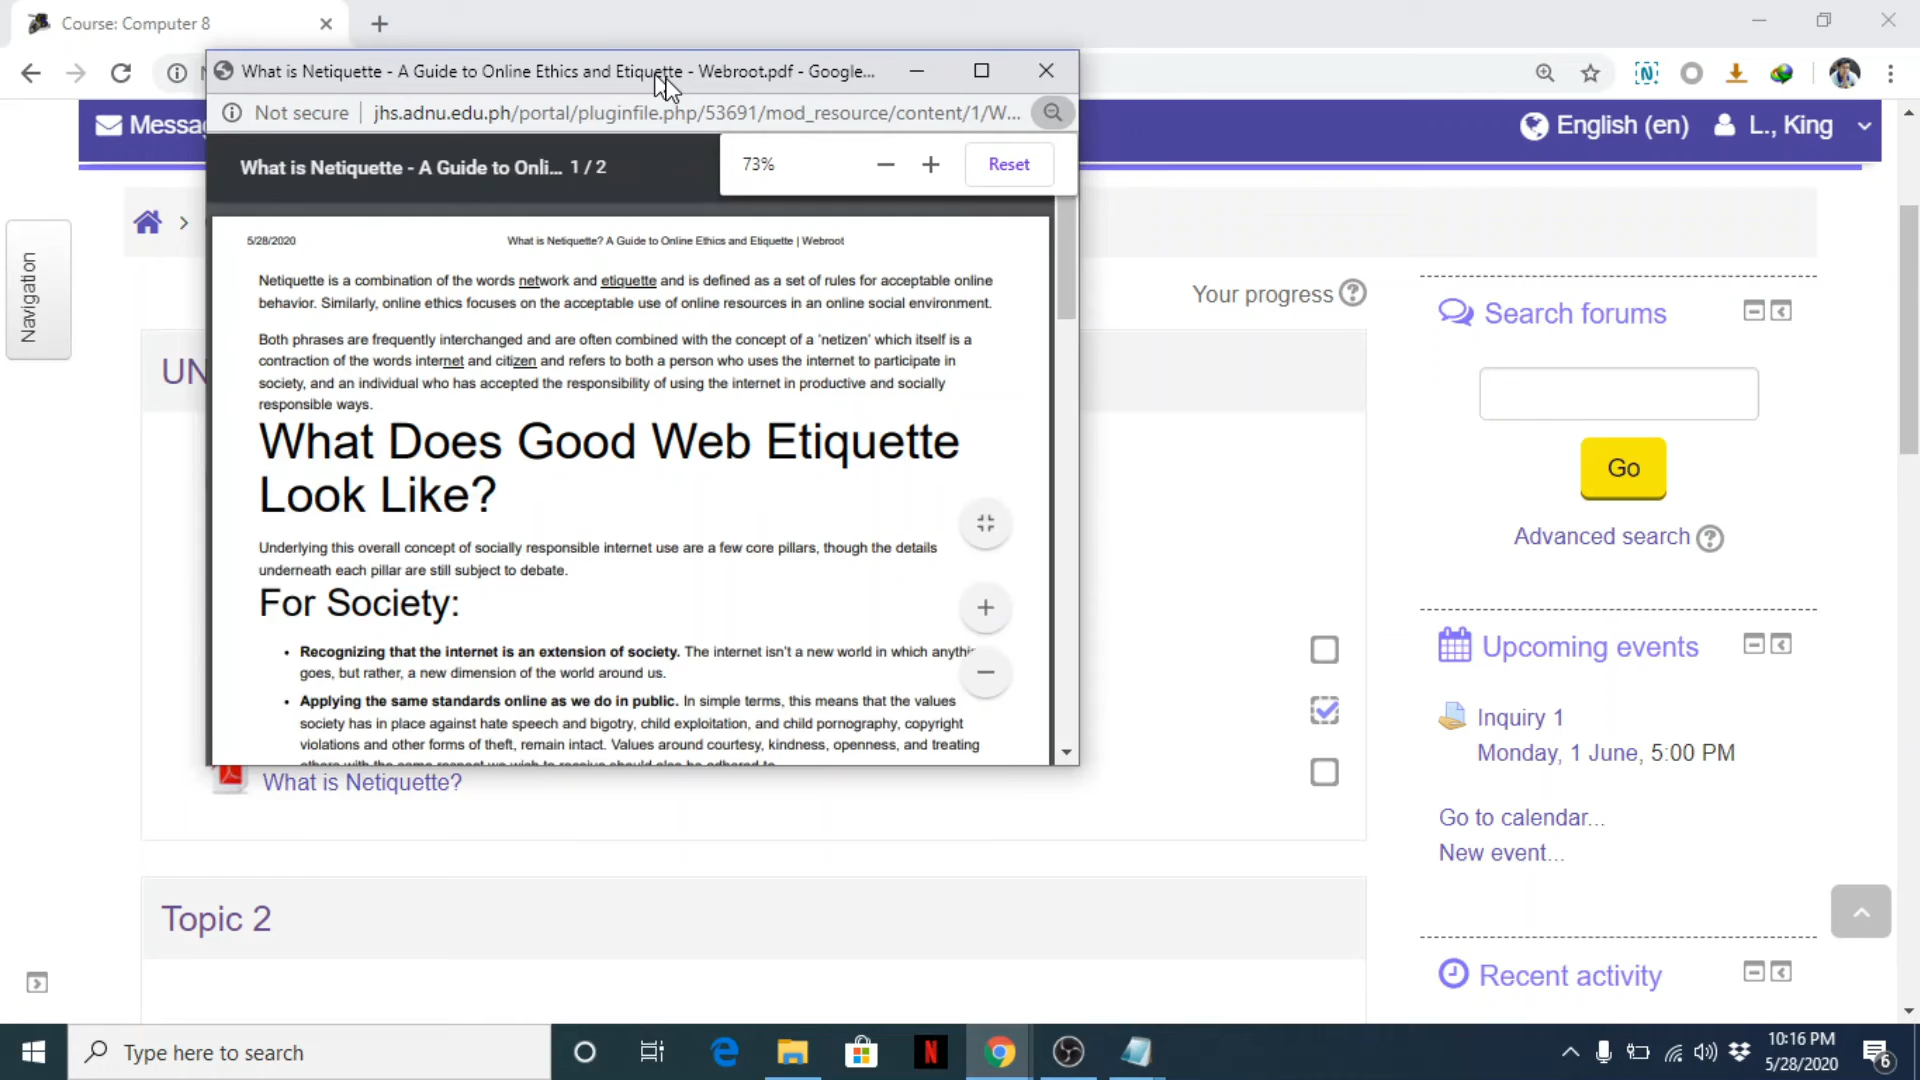 Course: Computer 8
What is Netiquette - A Guide to Online Ethics and Etiquette - Webroot.pdf - Google...
Not secure | jhs.adnu.edu.ph/portal/pluginfile.php/53691/mod_resource/content/1/W...
English (en)
L., King
What is Netiquette - A Guide to Onli... 1 / 2
73%
Reset
5/28/2020
What is Netiquette? A Guide to Online Ethics and Etiquette | Webroot
Netiquette is a combination of the words network and etiquette and is defined as a set of rules for acceptable online
behavior. Similarly, online ethics focuses on the acceptable use of online resources in an online social environment.
Both phrases are frequently interchanged and are often combined with the concept of a 'netizen' which itself is a
contraction of the words internet and citizen and refers to both a person who uses the internet to participate in
society, and an individual who has accepted the responsibility of using the internet in productive and socially
responsible ways.
What Does Good Web Etiquette
Look Like?
Underlying this overall concept of socially responsible internet use are a few core pillars, though the details
underneath each pillar are still subject to debate.
For Society:
• Recognizing that the internet is an extension of society. The internet isn't a new world in which
goes, but rather, a new dimension of the world around us.
• Applying the same standards online as we do in public. In simple terms, this means that the values
society has in place against hate speech and bigotry, child exploitation, and child pornography, copyright
violations and other forms of theft, remain intact. Values around courtesy, kindness, openness, and treating
What is Netiquette?
Navigation
UN
Your progress
Topic 2
Search forums
Go
Advanced search
Upcoming events
Inquiry 1
Monday, 1 June, 5:00 PM
Go to calendar...
New event...
Recent activity
Type here to search
10:16 PM
5/28/2020
6